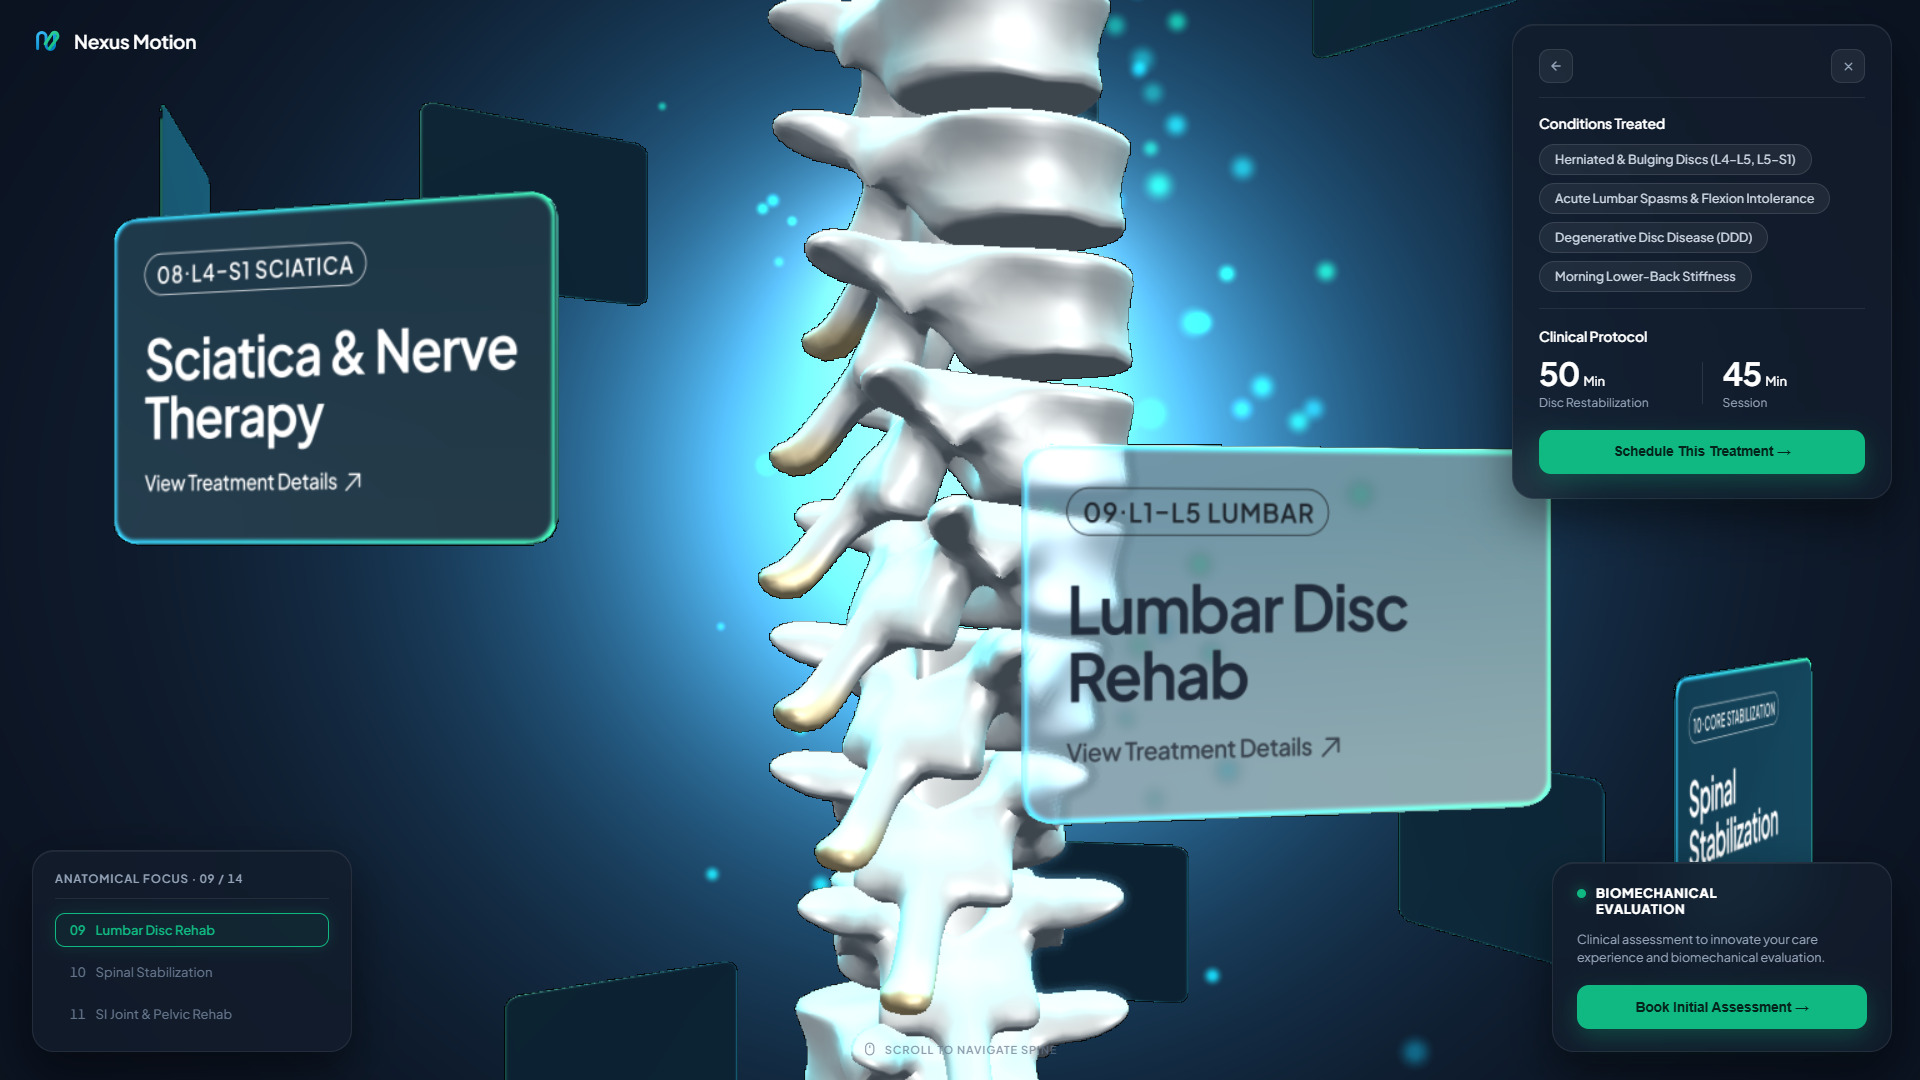 Nexus Motion
08·L4–S1 SCIATICA
Sciatica & Nerve
Therapy
View Treatment Details ↗
09·L1–L5 LUMBAR
Lumbar Disc
Rehab
View Treatment Details ↗
Conditions Treated
Herniated & Bulging Discs (L4–L5, L5–S1)
Acute Lumbar Spasms & Flexion Intolerance
Degenerative Disc Disease (DDD)
Morning Lower-Back Stiffness
Clinical Protocol
50 Min
Disc Restabilization
45 Min
Session
Schedule This Treatment →
10·CORE STABILIZATION
Spinal
Stabilization
ANATOMICAL FOCUS · 09 / 14
09 Lumbar Disc Rehab
10 Spinal Stabilization
11 SI Joint & Pelvic Rehab
SCROLL TO NAVIGATE SPINE
BIOMECHANICAL
EVALUATION
Clinical assessment to innovate your care
experience and biomechanical evaluation.
Book Initial Assessment →